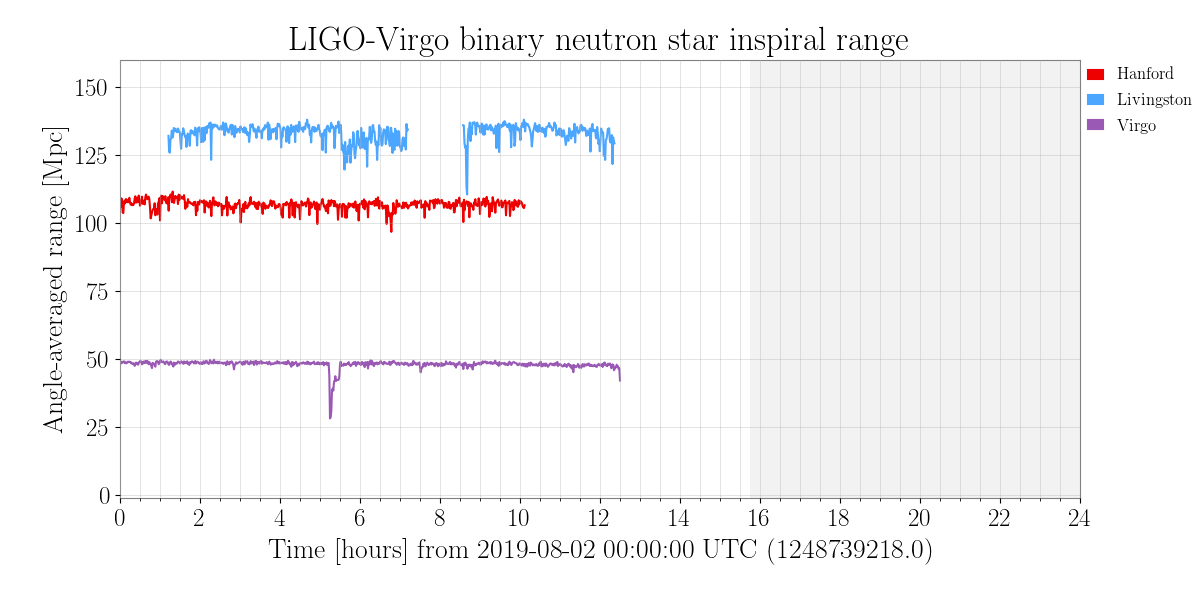 LIGO-Virgo binary neutron star inspiral range
Hanford
Livingston
Virgo
Angle-averaged range [Mpc]
150
125
100
75
50
25
0
0 2 4 6 8 10 12 14 16 18 20 22 24
Time [hours] from 2019-08-02 00:00:00 UTC (1248739218.0)